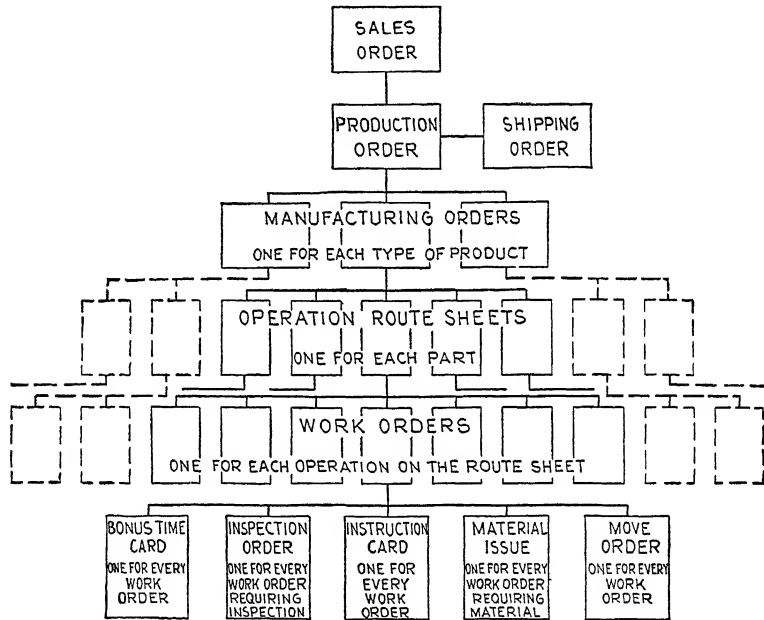 SALES
ORDER
PRODUCTION
ORDER
SHIPPING
ORDER
MANUFACTURING ORDERS
ONE FOR EACH TYPE OF PRODUCT
OPERATION ROUTE SHEETS
ONE FOR EACH PART
WORK ORDERS
ONE FOR EACH OPERATION ON THE ROUTE SHEET
BONUS TIME
CARD
ONE FOR EVERY
WORK
ORDER
INSPECTION
ORDER
ONE FOR EVERY
WORK ORDER
REQUIRING
INSPECTION
INSTRUCTION
CARD
ONE FOR
EVERY
WORK
ORDER
MATERIAL
ISSUE
ONE FOR EVERY
WORK ORDER
REQUIRING
MATERIAL
MOVE
ORDER
ONE FOR EVERY
WORK
ORDER